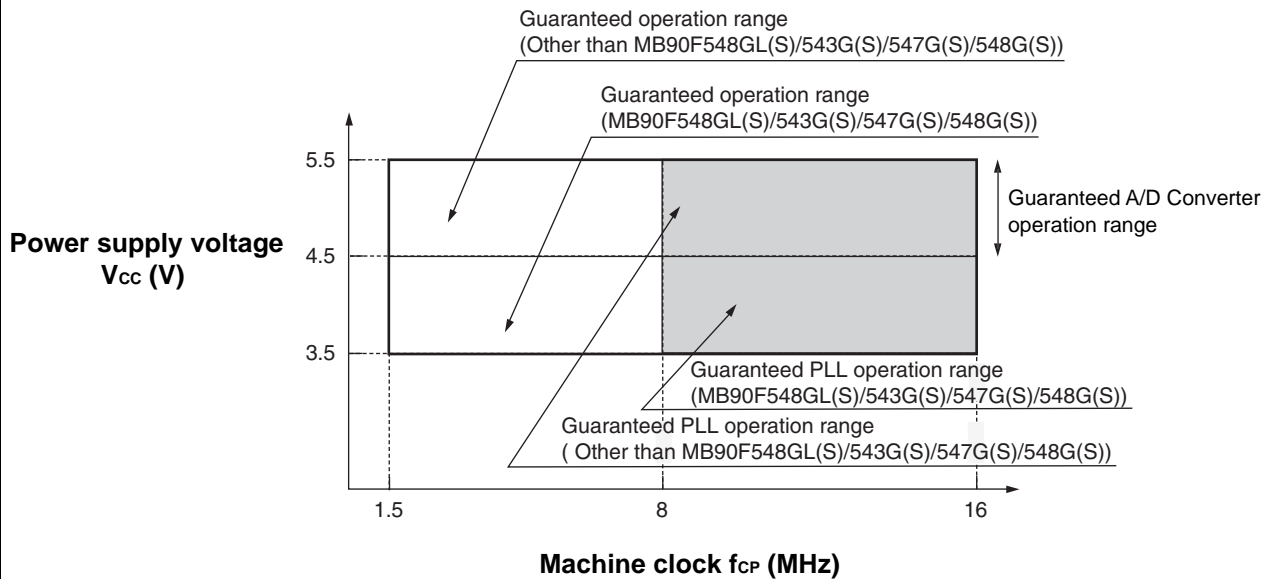 Guaranteed operation range
(Other than MB90F548GL(S)/543G(S)/547G(S)/548G(S))
Guaranteed operation range
(MB90F548GL(S)/543G(S)/547G(S)/548G(S))
5.5
Guaranteed A/D Converter
operation range
Power supply voltage
VCC (V)
4.5
3.5
Guaranteed PLL operation range
(MB90F548GL(S)/543G(S)/547G(S)/548G(S))
Guaranteed PLL operation range
( Other than MB90F548GL(S)/543G(S)/547G(S)/548G(S))
1.5
8
16
Machine clock fCP (MHz)